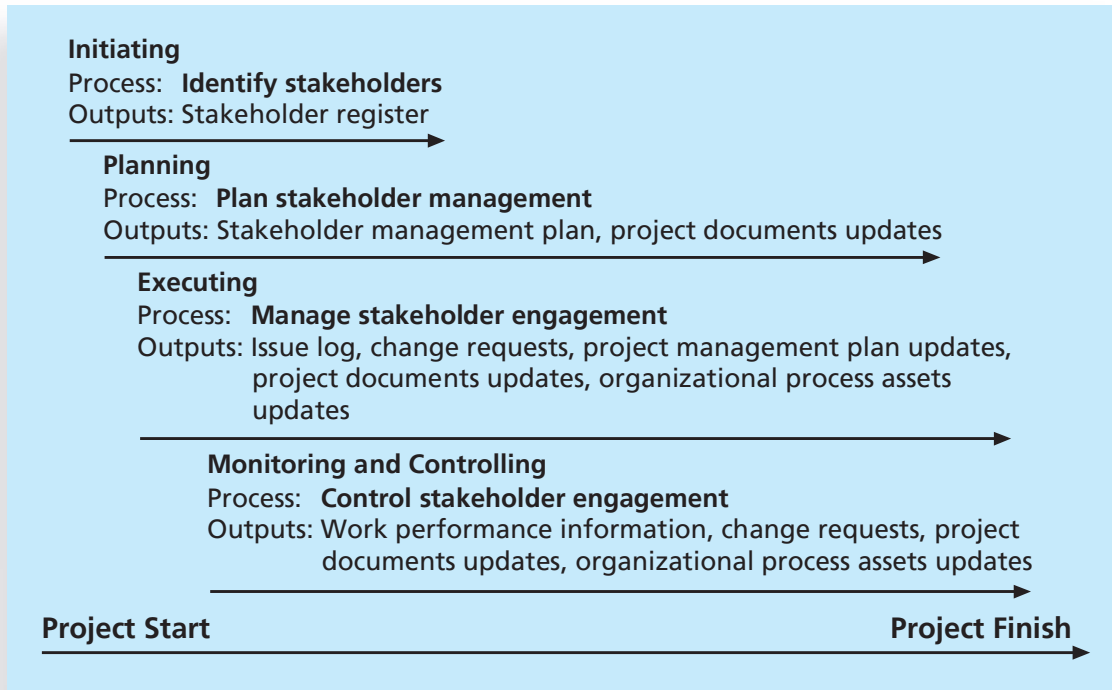 Initiating
Process: Identify stakeholders
Outputs: Stakeholder register
Planning
Process: Plan stakeholder management
Outputs: Stakeholder management plan, project documents updates
Executing
Process: Manage stakeholder engagement
Outputs: Issue log, change requests, project management plan updates,
project documents updates, organizational process assets
updates
Monitoring and Controlling
Process: Control stakeholder engagement
Outputs: Work performance information, change requests, project
documents updates, organizational process assets updates
Project Start Project Finish